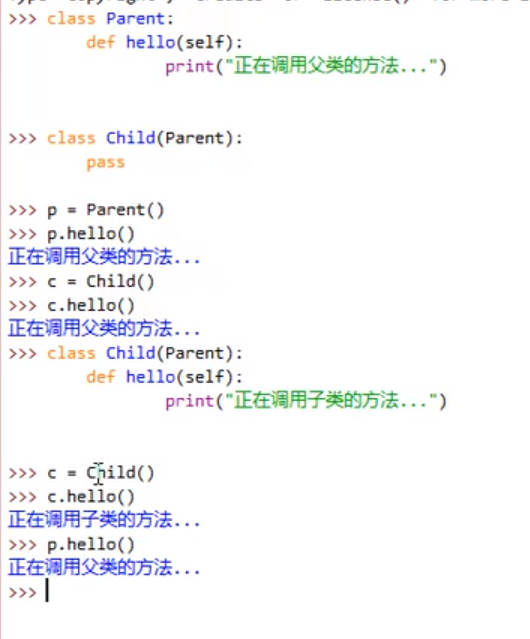 >>> class Parent:
        def hello(self):
                print("正在调用父类的方法...")
>>> class Child(Parent):
        pass
>>> p = Parent()
>>> p.hello()
正在调用父类的方法...
>>> c = Child()
>>> c.hello()
正在调用父类的方法...
>>> class Child(Parent):
        def hello(self):
                print("正在调用子类的方法...")
>>> c = Child()
>>> c.hello()
正在调用子类的方法...
>>> p.hello()
正在调用父类的方法...
>>>